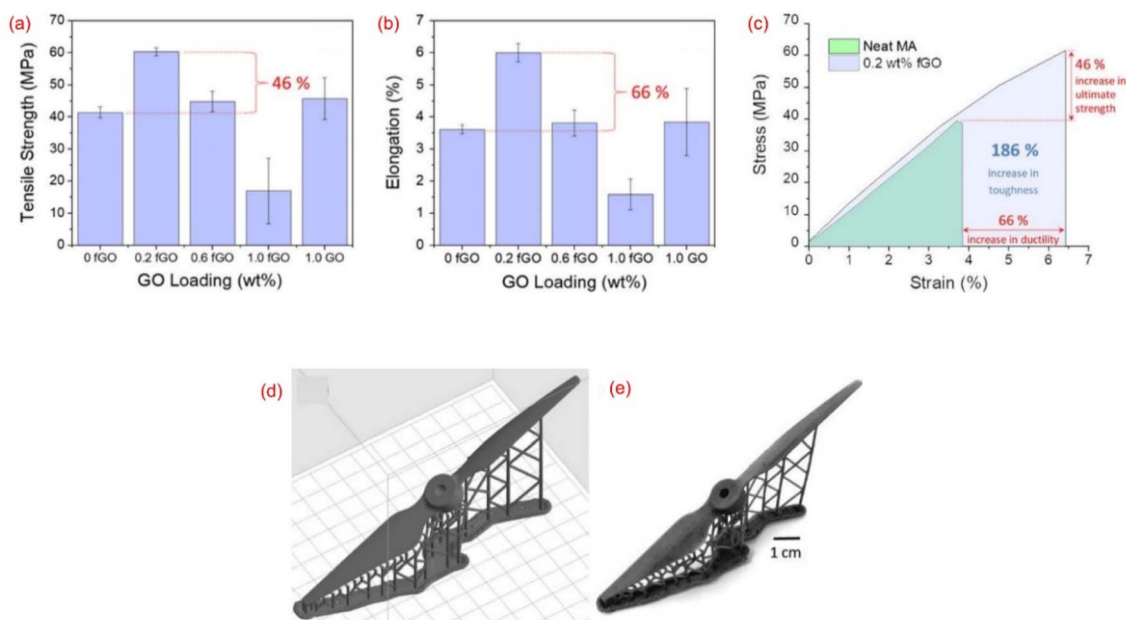 (a)
70
60
50
40
30
20
10
0
Tensile Strength (MPa)
46 %
0 fGO 0.2 fGO 0.6 fGO 1.0 fGO 1.0 GO
GO Loading (wt%)
(b)
7
6
5
4
3
2
1
0
Elongation (%)
66 %
0 fGO 0.2 fGO 0.6 fGO 1.0 fGO 1.0 GO
GO Loading (wt%)
(c)
70
60
50
40
30
20
10
0
Stress (MPa)
Neat MA
0.2 wt% fGO
46 %
increase in
ultimate
strength
186 %
increase in
toughness
66 %
increase in ductility
0 1 2 3 4 5 6 7
Strain (%)
(d)
(e)
1 cm